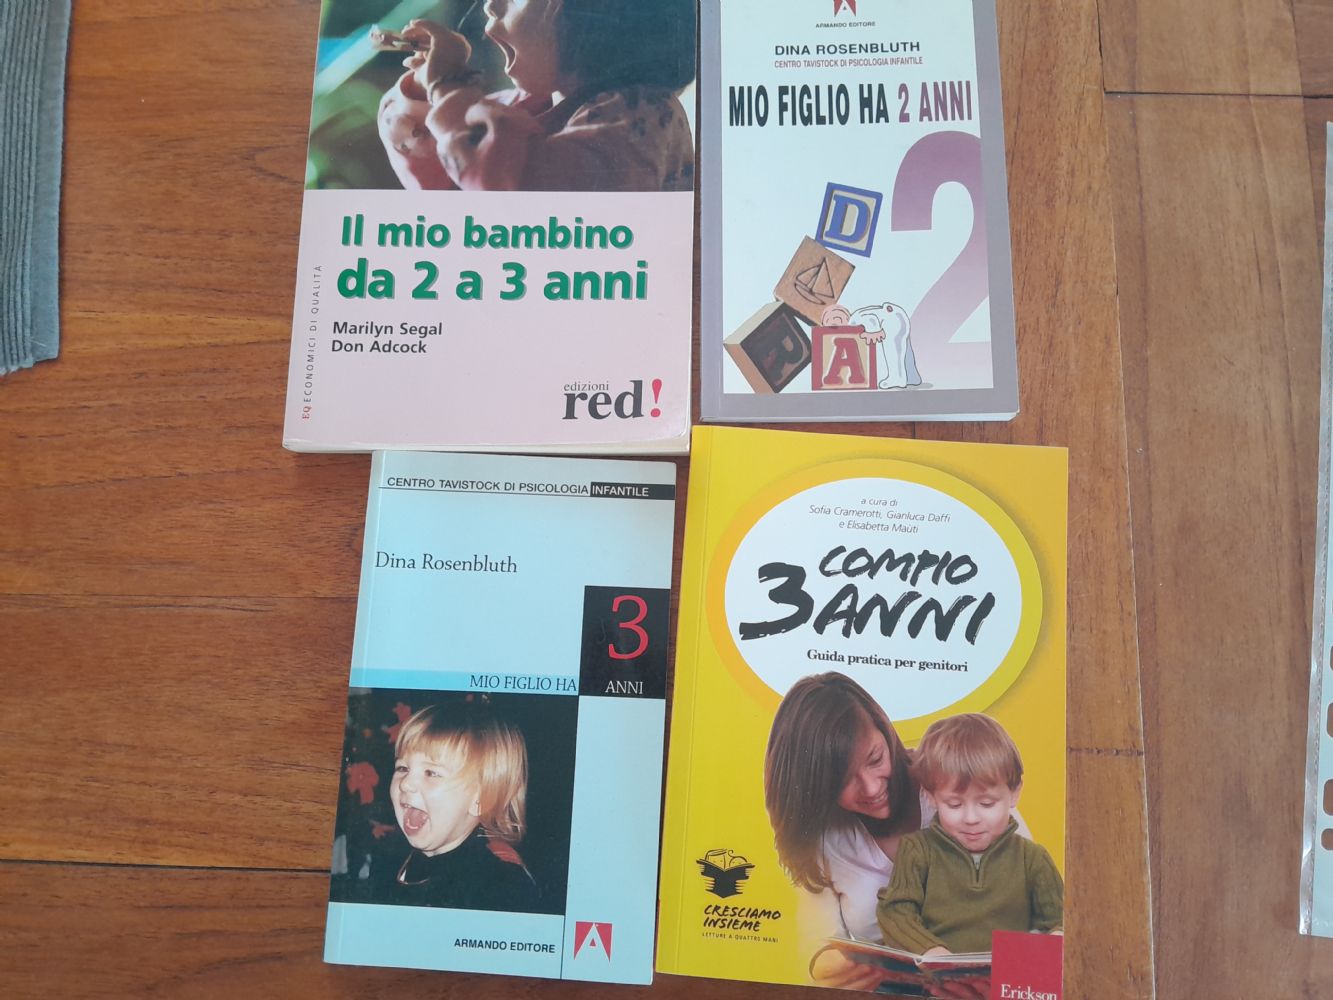 Il mio bambino
da 2 a 3 anni
Marilyn Segal
Don Adcock
EQ ECONOMICI DI QUALITÀ
edizioni
red!
ARMANDO EDITORE
DINA ROSENBLUTH
CENTRO TAVISTOCK DI PSICOLOGIA INFANTILE
MIO FIGLIO HA 2 ANNI
2
D
R
A
CENTRO TAVISTOCK DI PSICOLOGIA INFANTILE
Dina Rosenbluth
3
MIO FIGLIO HA ANNI
ARMANDO EDITORE
a cura di
Sofia Cramerotti, Gianluca Daffi
e Elisabetta Maùti
COMPIO
3 ANNI
Guida pratica per genitori
CRESCIAMO
INSIEME
LETTURE A QUATTRO MANI
Erickson